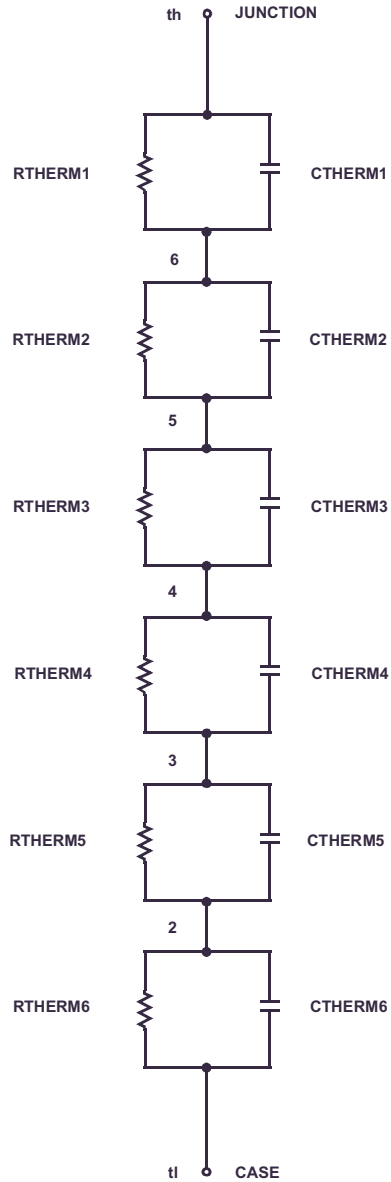 th JUNCTION
RTHERM1 CTHERM1
6
RTHERM2 CTHERM2
5
RTHERM3 CTHERM3
4
RTHERM4 CTHERM4
3
RTHERM5 CTHERM5
2
RTHERM6 CTHERM6
tl CASE